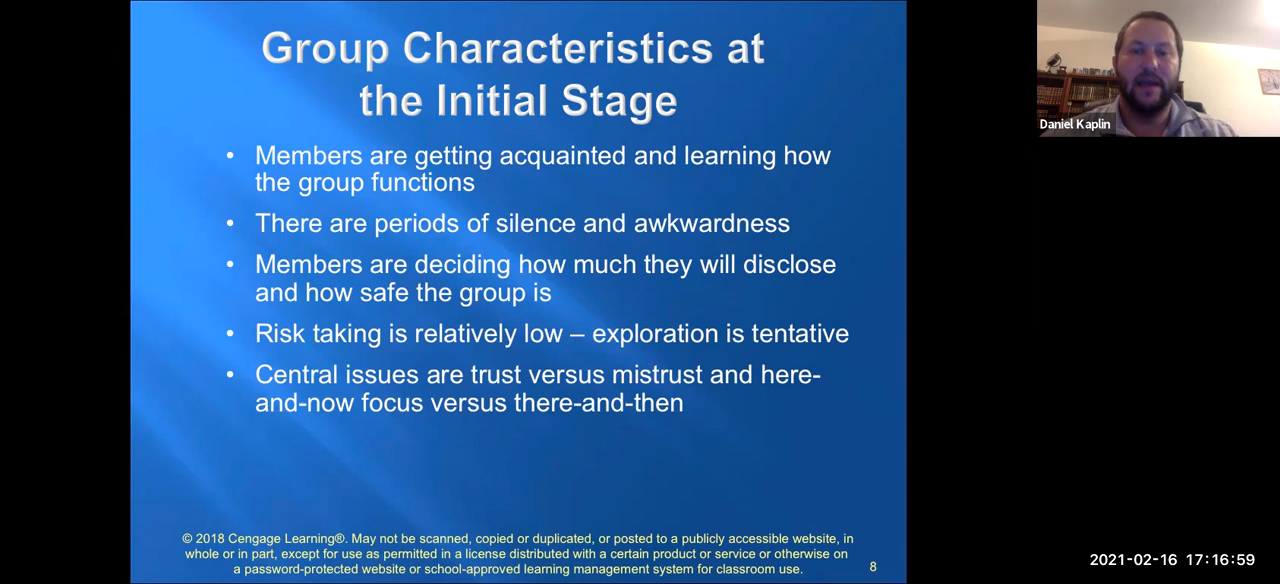 Group Characteristics at
the Initial Stage
• Members are getting acquainted and learning how
the group functions
• There are periods of silence and awkwardness
• Members are deciding how much they will disclose
and how safe the group is
• Risk taking is relatively low – exploration is tentative
• Central issues are trust versus mistrust and here-
and-now focus versus there-and-then
© 2018 Cengage Learning®. May not be scanned, copied or duplicated, or posted to a publicly accessible website, in
whole or in part, except for use as permitted in a license distributed with a certain product or service or otherwise on
a password-protected website or school-approved learning management system for classroom use.
8
Daniel Kaplin
2021-02-16 17:16:59